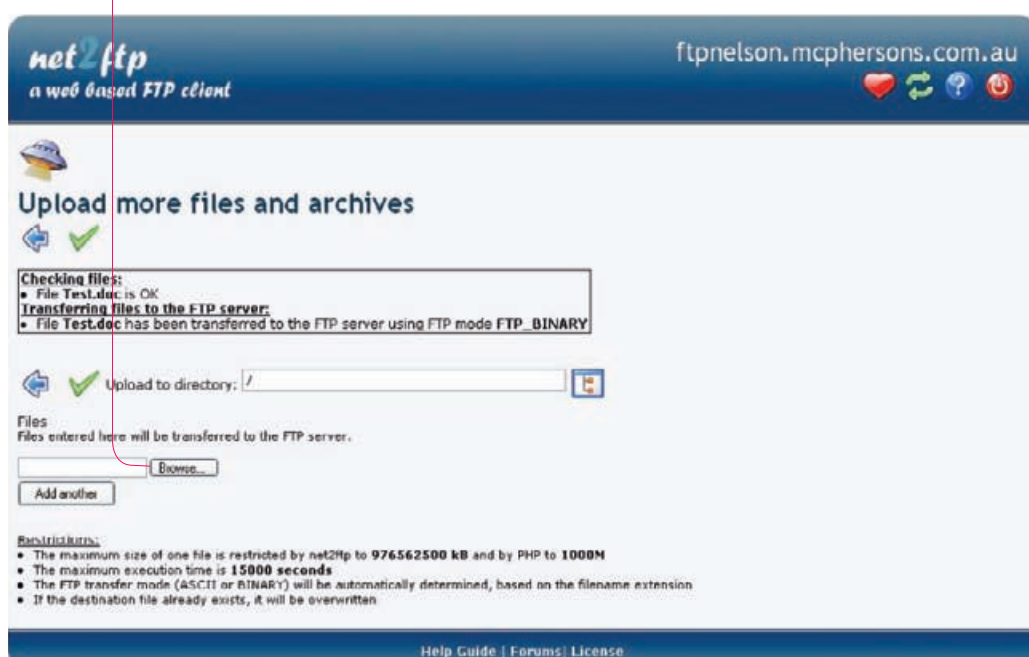 net2ftp
a web based FTP client
ftpnelson.mcphersons.com.au
Upload more files and archives
Checking files:
• File Test.doc is OK
Transferring files to the FTP server:
• File Test.doc has been transferred to the FTP server using FTP mode FTP_BINARY
Upload to directory: /
Files
Files entered here will be transferred to the FTP server.
Browse...
Add another
Restrictions:
• The maximum size of one file is restricted by net2ftp to 976562500 kB and by PHP to 1000M
• The maximum execution time is 15000 seconds
• The FTP transfer mode (ASCII or BINARY) will be automatically determined, based on the filename extension
• If the destination file already exists, it will be overwritten
Help Guide | Forums| License